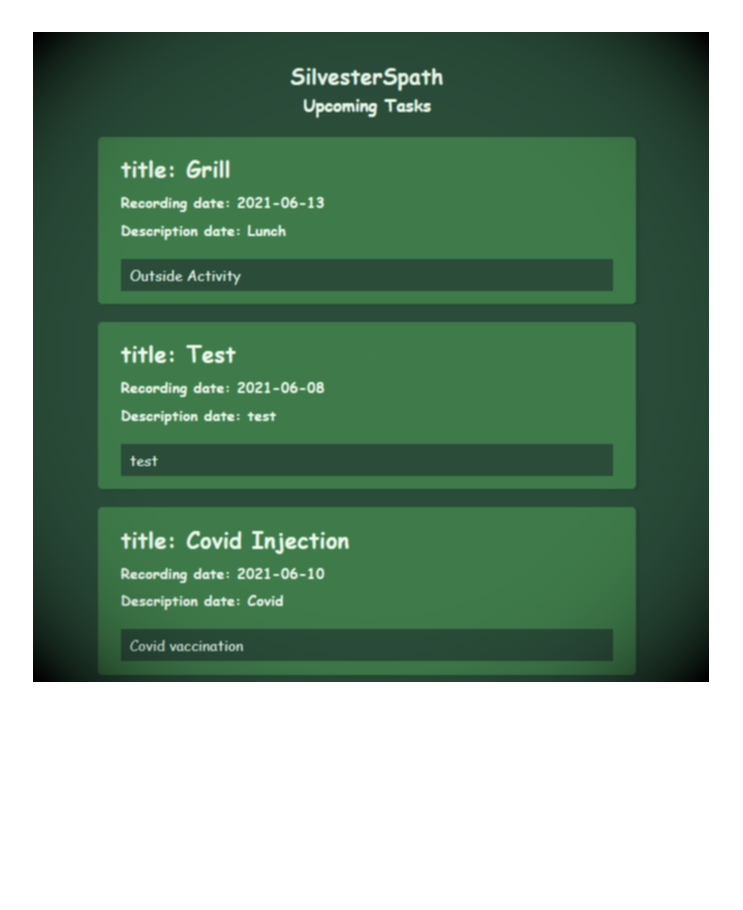 SilvesterSpath
Upcoming Tasks
title: Grill
Recording date: 2021-06-13
Description date: Lunch
Outside Activity
title: Test
Recording date: 2021-06-08
Description date: test
test
title: Covid Injection
Recording date: 2021-06-10
Description date: Covid
Covid vaccination